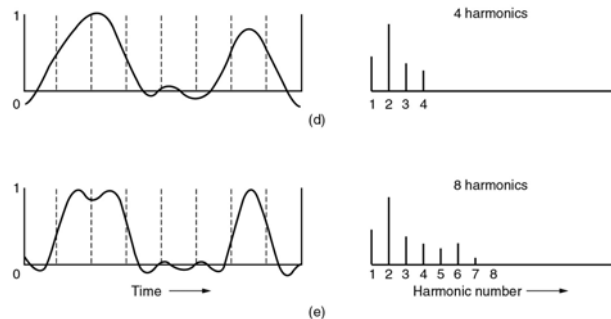 1
0
4 harmonics
1 2 3 4
(d)
1
0
Time
8 harmonics
1 2 3 4 5 6 7 8
Harmonic number
(e)